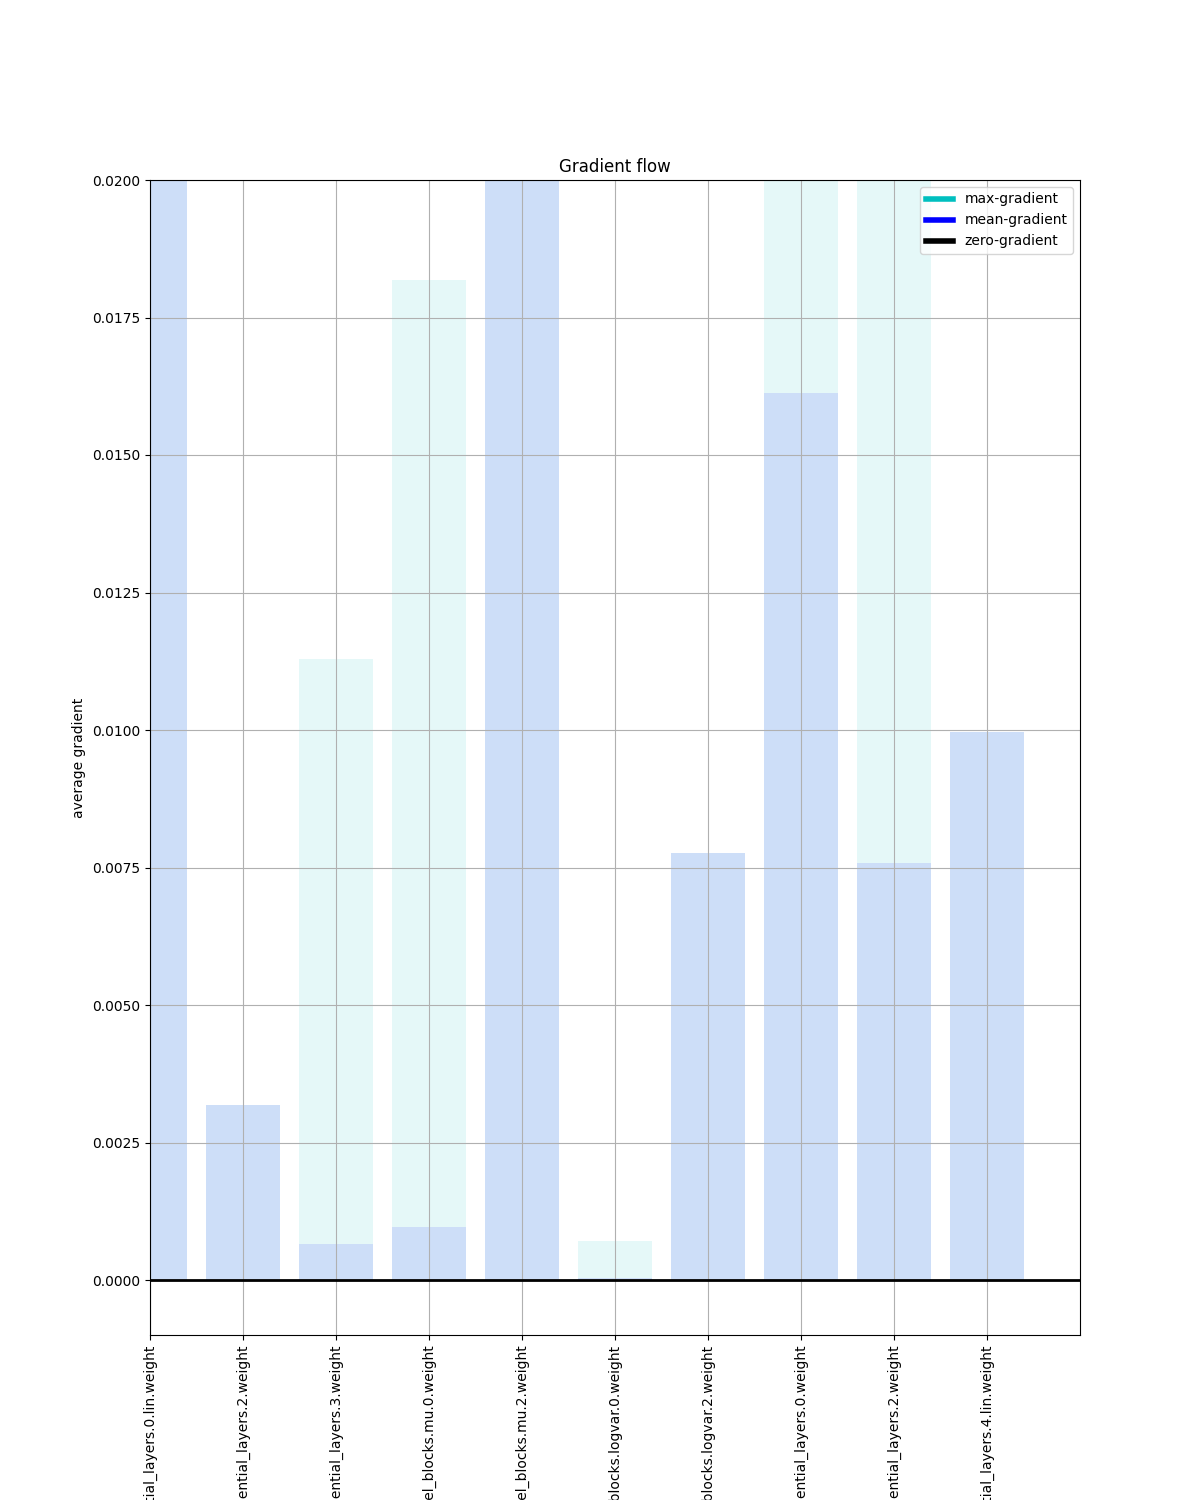 Gradient flow
max-gradient
mean-gradient
zero-gradient
0.0200
0.0175
0.0150
0.0125
0.0100
0.0075
0.0050
0.0025
0.0000
average gradient
tial_layers.0.lin.weight
ential_layers.2.weight
ential_layers.3.weight
el_blocks.mu.0.weight
el_blocks.mu.2.weight
blocks.logvar.0.weight
blocks.logvar.2.weight
ential_layers.0.weight
ential_layers.2.weight
tial_layers.4.lin.weight